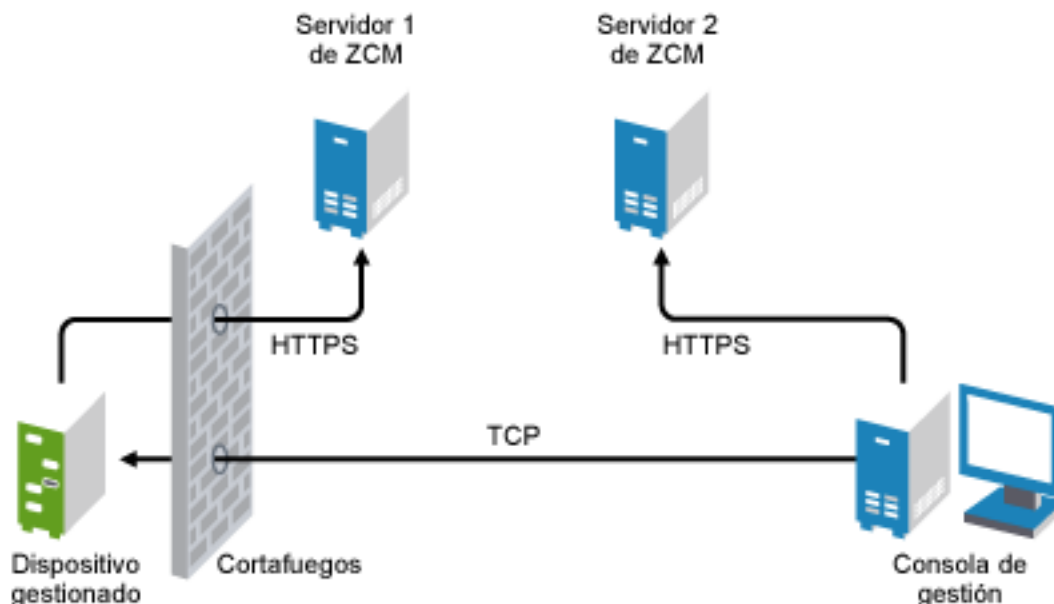 Servidor 1
de ZCM
Servidor 2
de ZCM
HTTPS
HTTPS
TCP
Dispositivo
gestionado
Cortafuegos
Consola de
gestión